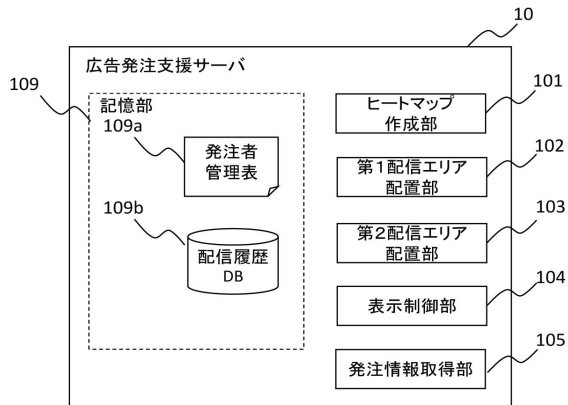 10
広告発注支援サーバ
109
記憶部
109a
発注者
管理表
109b
配信履歴
DB
ヒートマップ
作成部
101
第1配信エリア
配置部
102
第2配信エリア
配置部
103
表示制御部
104
発注情報取得部
105